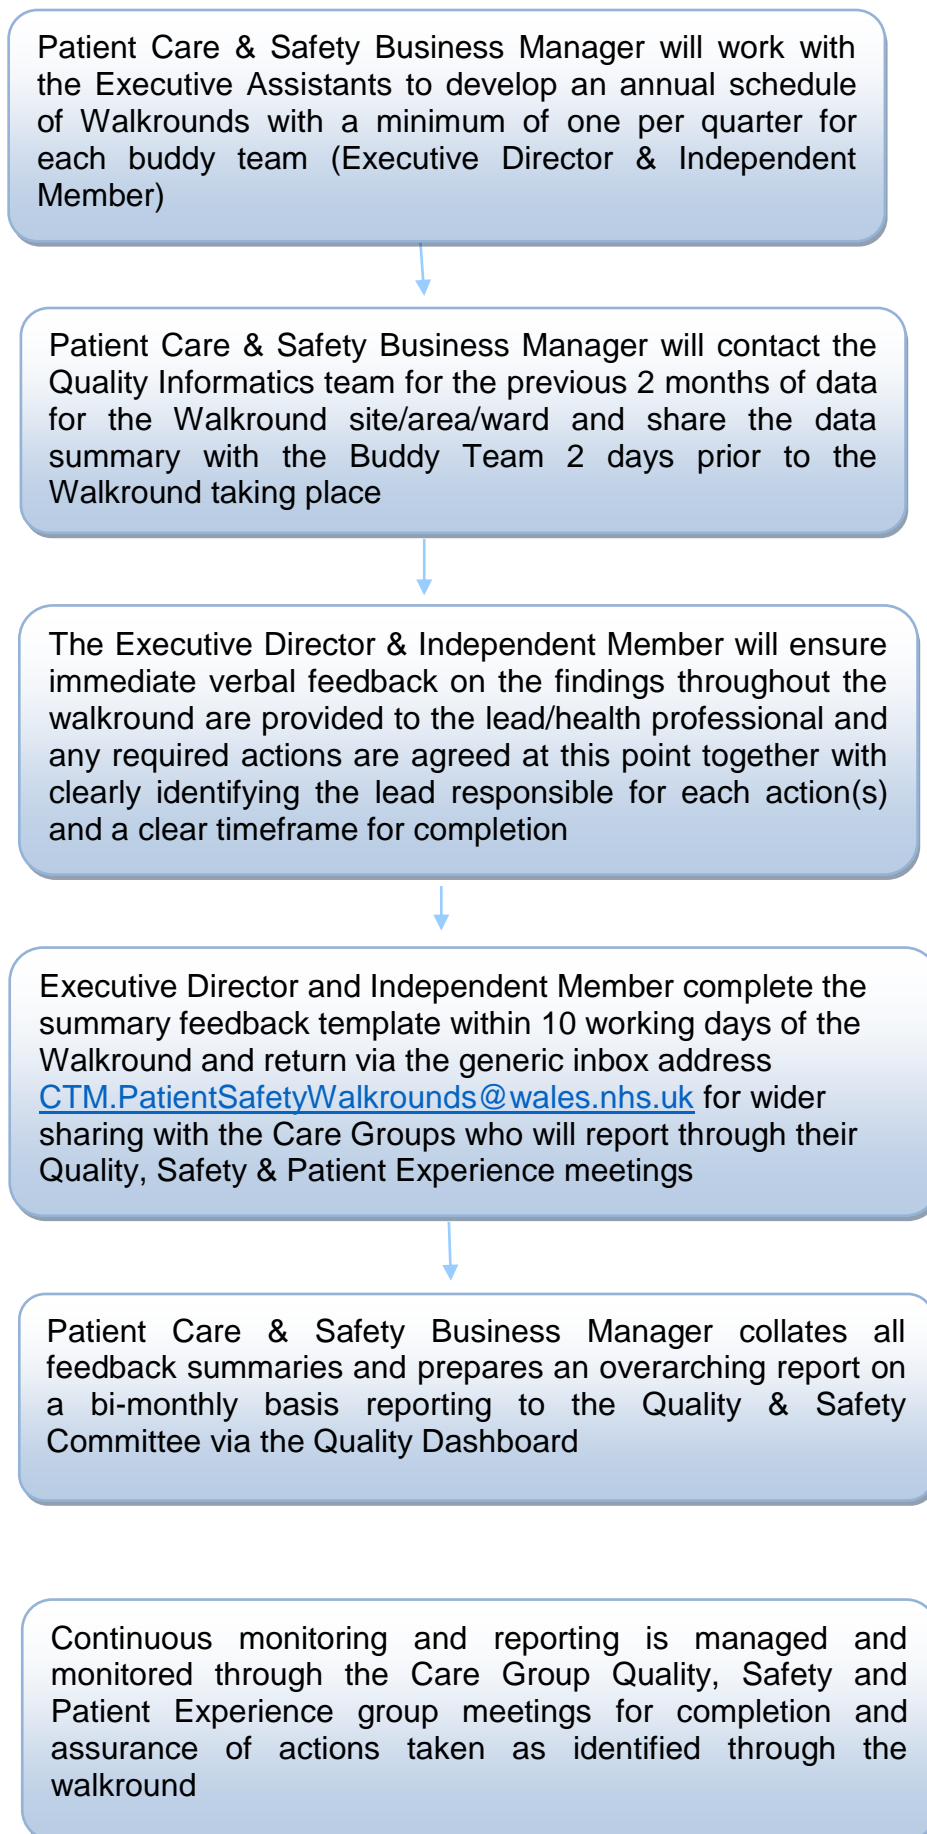 Patient Care & Safety Business Manager will work with
the Executive Assistants to develop an annual schedule
of Walkrounds with a minimum of one per quarter for
each buddy team (Executive Director & Independent
Member)
Patient Care & Safety Business Manager will contact the
Quality Informatics team for the previous 2 months of data
for the Walkround site/area/ward and share the data
summary with the Buddy Team 2 days prior to the
Walkround taking place
The Executive Director & Independent Member will ensure
immediate verbal feedback on the findings throughout the
walkround are provided to the lead/health professional and
any required actions are agreed at this point together with
clearly identifying the lead responsible for each action(s)
and a clear timeframe for completion
Executive Director and Independent Member complete the
summary feedback template within 10 working days of the
Walkround and return via the generic inbox address
CTM.PatientSafetyWalkrounds@wales.nhs.uk for wider
sharing with the Care Groups who will report through their
Quality, Safety & Patient Experience meetings
Patient Care & Safety Business Manager collates all
feedback summaries and prepares an overarching report on
a bi-monthly basis reporting to the Quality & Safety
Committee via the Quality Dashboard
Continuous monitoring and reporting is managed and
monitored through the Care Group Quality, Safety and
Patient Experience group meetings for completion and
assurance of actions taken as identified through the
walkround